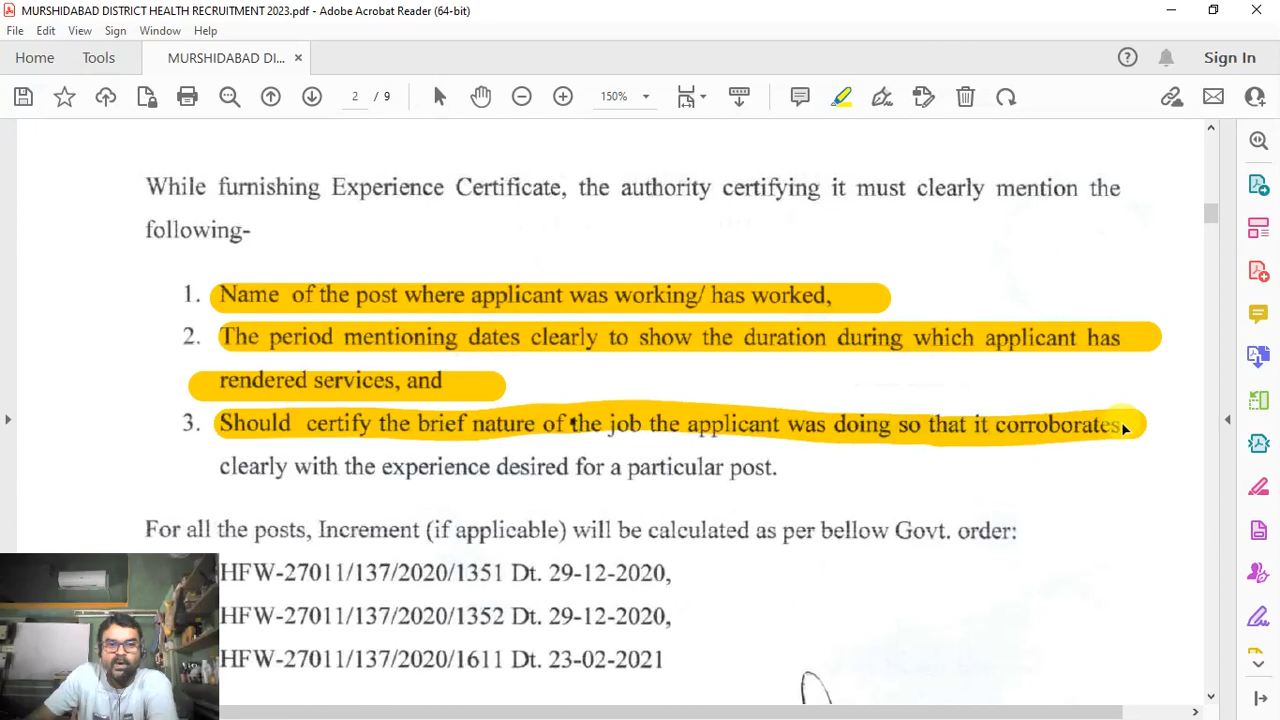 MURSHIDABAD DISTRICT HEALTH RECRUITMENT 2023.pdf - Adobe Acrobat Reader (64-bit)
File Edit View Sign Window Help
Home Tools MURSHIDABAD DI... Sign In
2 / 9 150%
While furnishing Experience Certificate, the authority certifying it must clearly mention the
following-
1. Name of the post where applicant was working/ has worked,
2. The period mentioning dates clearly to show the duration during which applicant has
rendered services, and
3. Should certify the brief nature of the job the applicant was doing so that it corroborates
clearly with the experience desired for a particular post.
For all the posts, Increment (if applicable) will be calculated as per bellow Govt. order:
HFW-27011/137/2020/1351 Dt. 29-12-2020,
HFW-27011/137/2020/1352 Dt. 29-12-2020,
HFW-27011/137/2020/1611 Dt. 23-02-2021